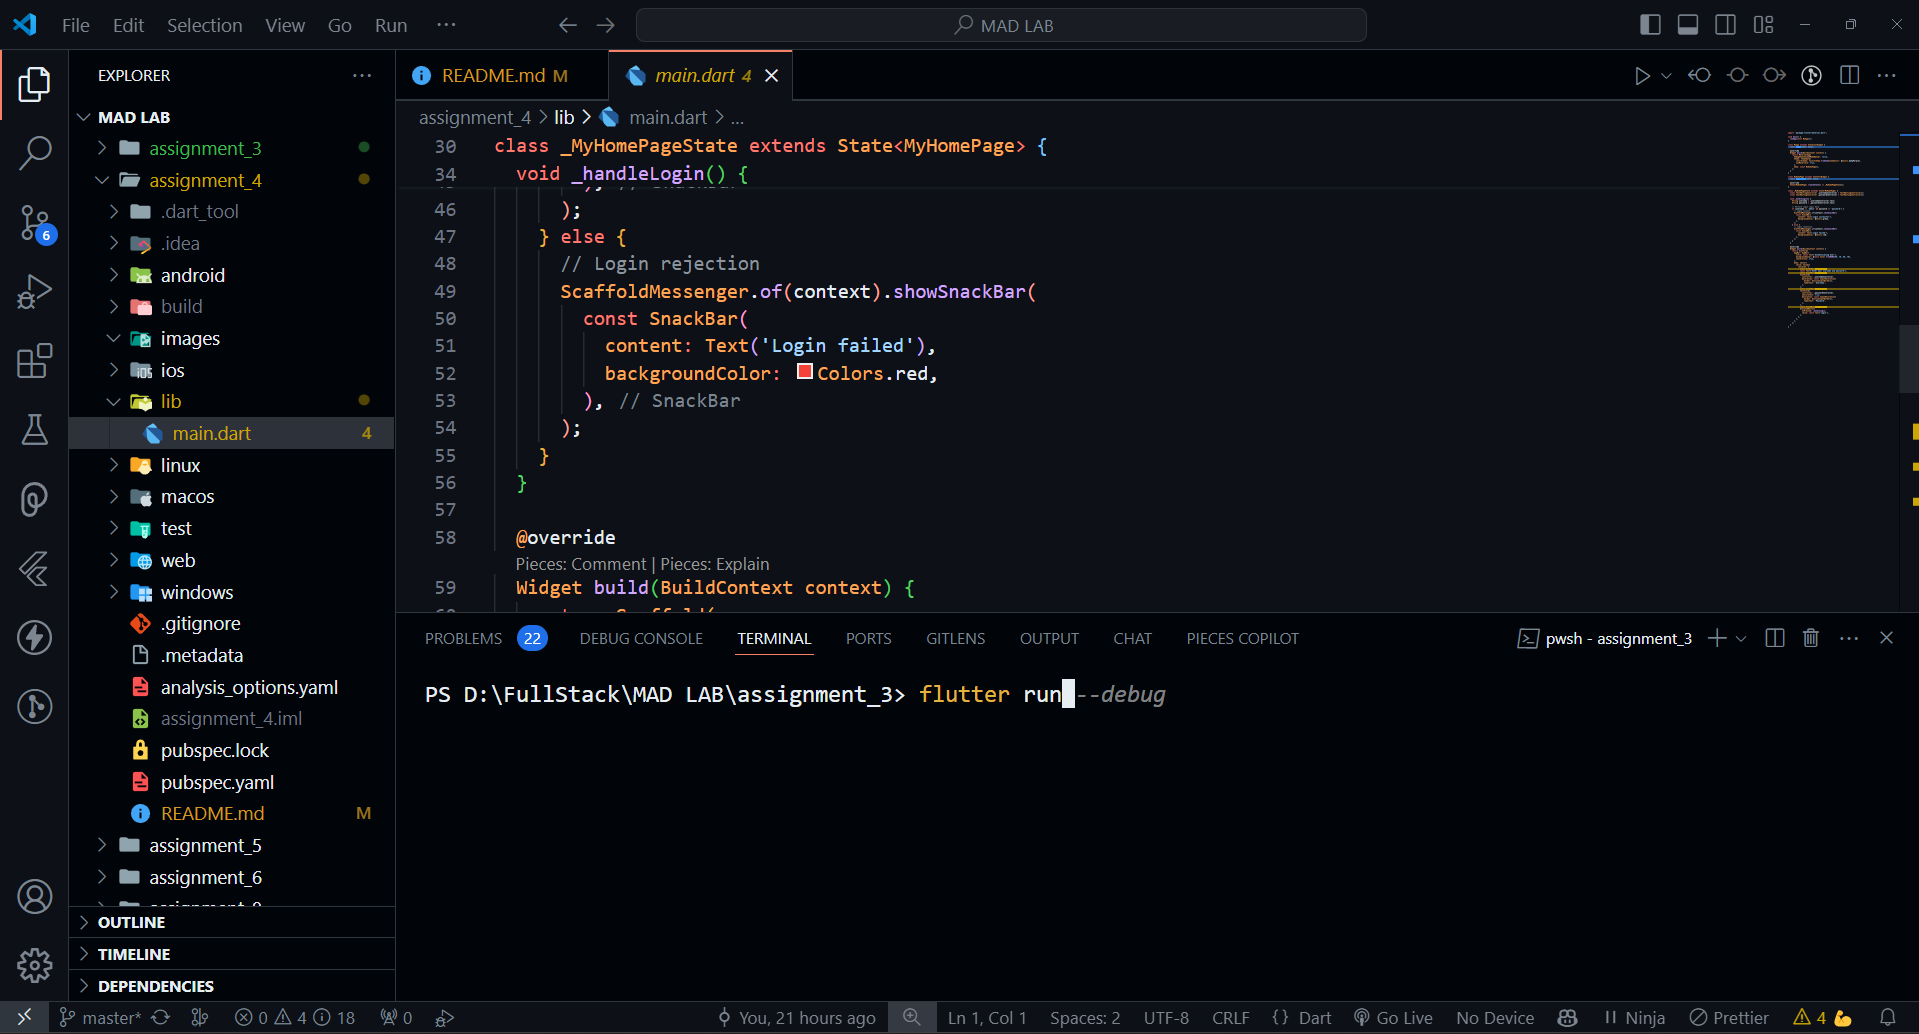 File Edit Selection View Go Run ···
MAD LAB
EXPLORER
MAD LAB
assignment_3
assignment_4
.dart_tool
.idea
android
build
images
ios
lib
main.dart 4
linux
macos
test
web
windows
.gitignore
.metadata
analysis_options.yaml
assignment_4.iml
pubspec.lock
pubspec.yaml
README.md M
assignment_5
assignment_6
OUTLINE
TIMELINE
DEPENDENCIES
6
README.md M
main.dart 4
assignment_4 > lib > main.dart > ...
30 class _MyHomePageState extends State<MyHomePage> {
34 void _handleLogin() {
46 );
47 } else {
48 // Login rejection
49 ScaffoldMessenger.of(context).showSnackBar(
50 const SnackBar(
51 content: Text('Login failed'),
52 backgroundColor: Colors.red,
53 ), // SnackBar
54 );
55 }
56 }
57
58 @override
Pieces: Comment | Pieces: Explain
59 Widget build(BuildContext context) {
PROBLEMS 22 DEBUG CONSOLE TERMINAL PORTS GITLENS OUTPUT CHAT PIECES COPILOT
pwsh - assignment_3
PS D:\FullStack\MAD LAB\assignment_3> flutter run --debug
master* 0 4 18 0 You, 21 hours ago Ln 1, Col 1 Spaces: 2 UTF-8 CRLF {} Dart Go Live No Device Ninja Prettier 4